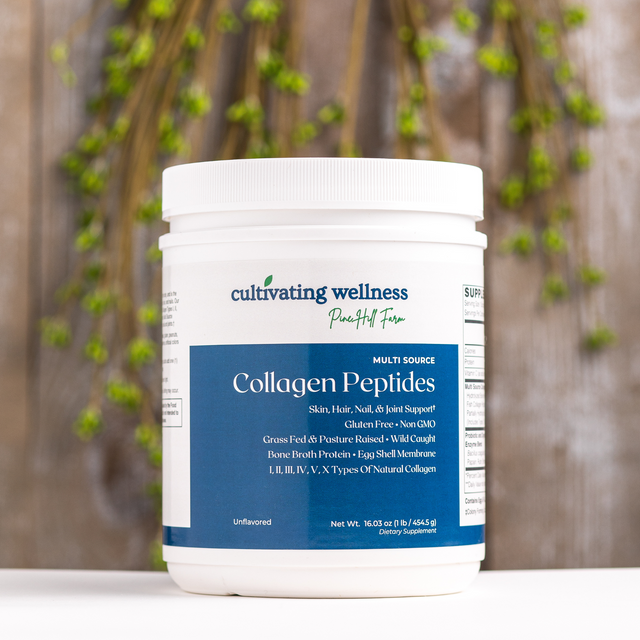 cultivating wellness
PineHill Farm
MULTI SOURCE
Collagen Peptides
Skin, Hair, Nail, & Joint Support†
Gluten Free • Non GMO
Grass Fed & Pasture Raised • Wild Caught
Bone Broth Protein • Egg Shell Membrane
I, II, III, IV, V, X Types Of Natural Collagen
Unflavored
Net Wt. 16.03 oz (1 lb / 454.5 g)
Dietary Supplement